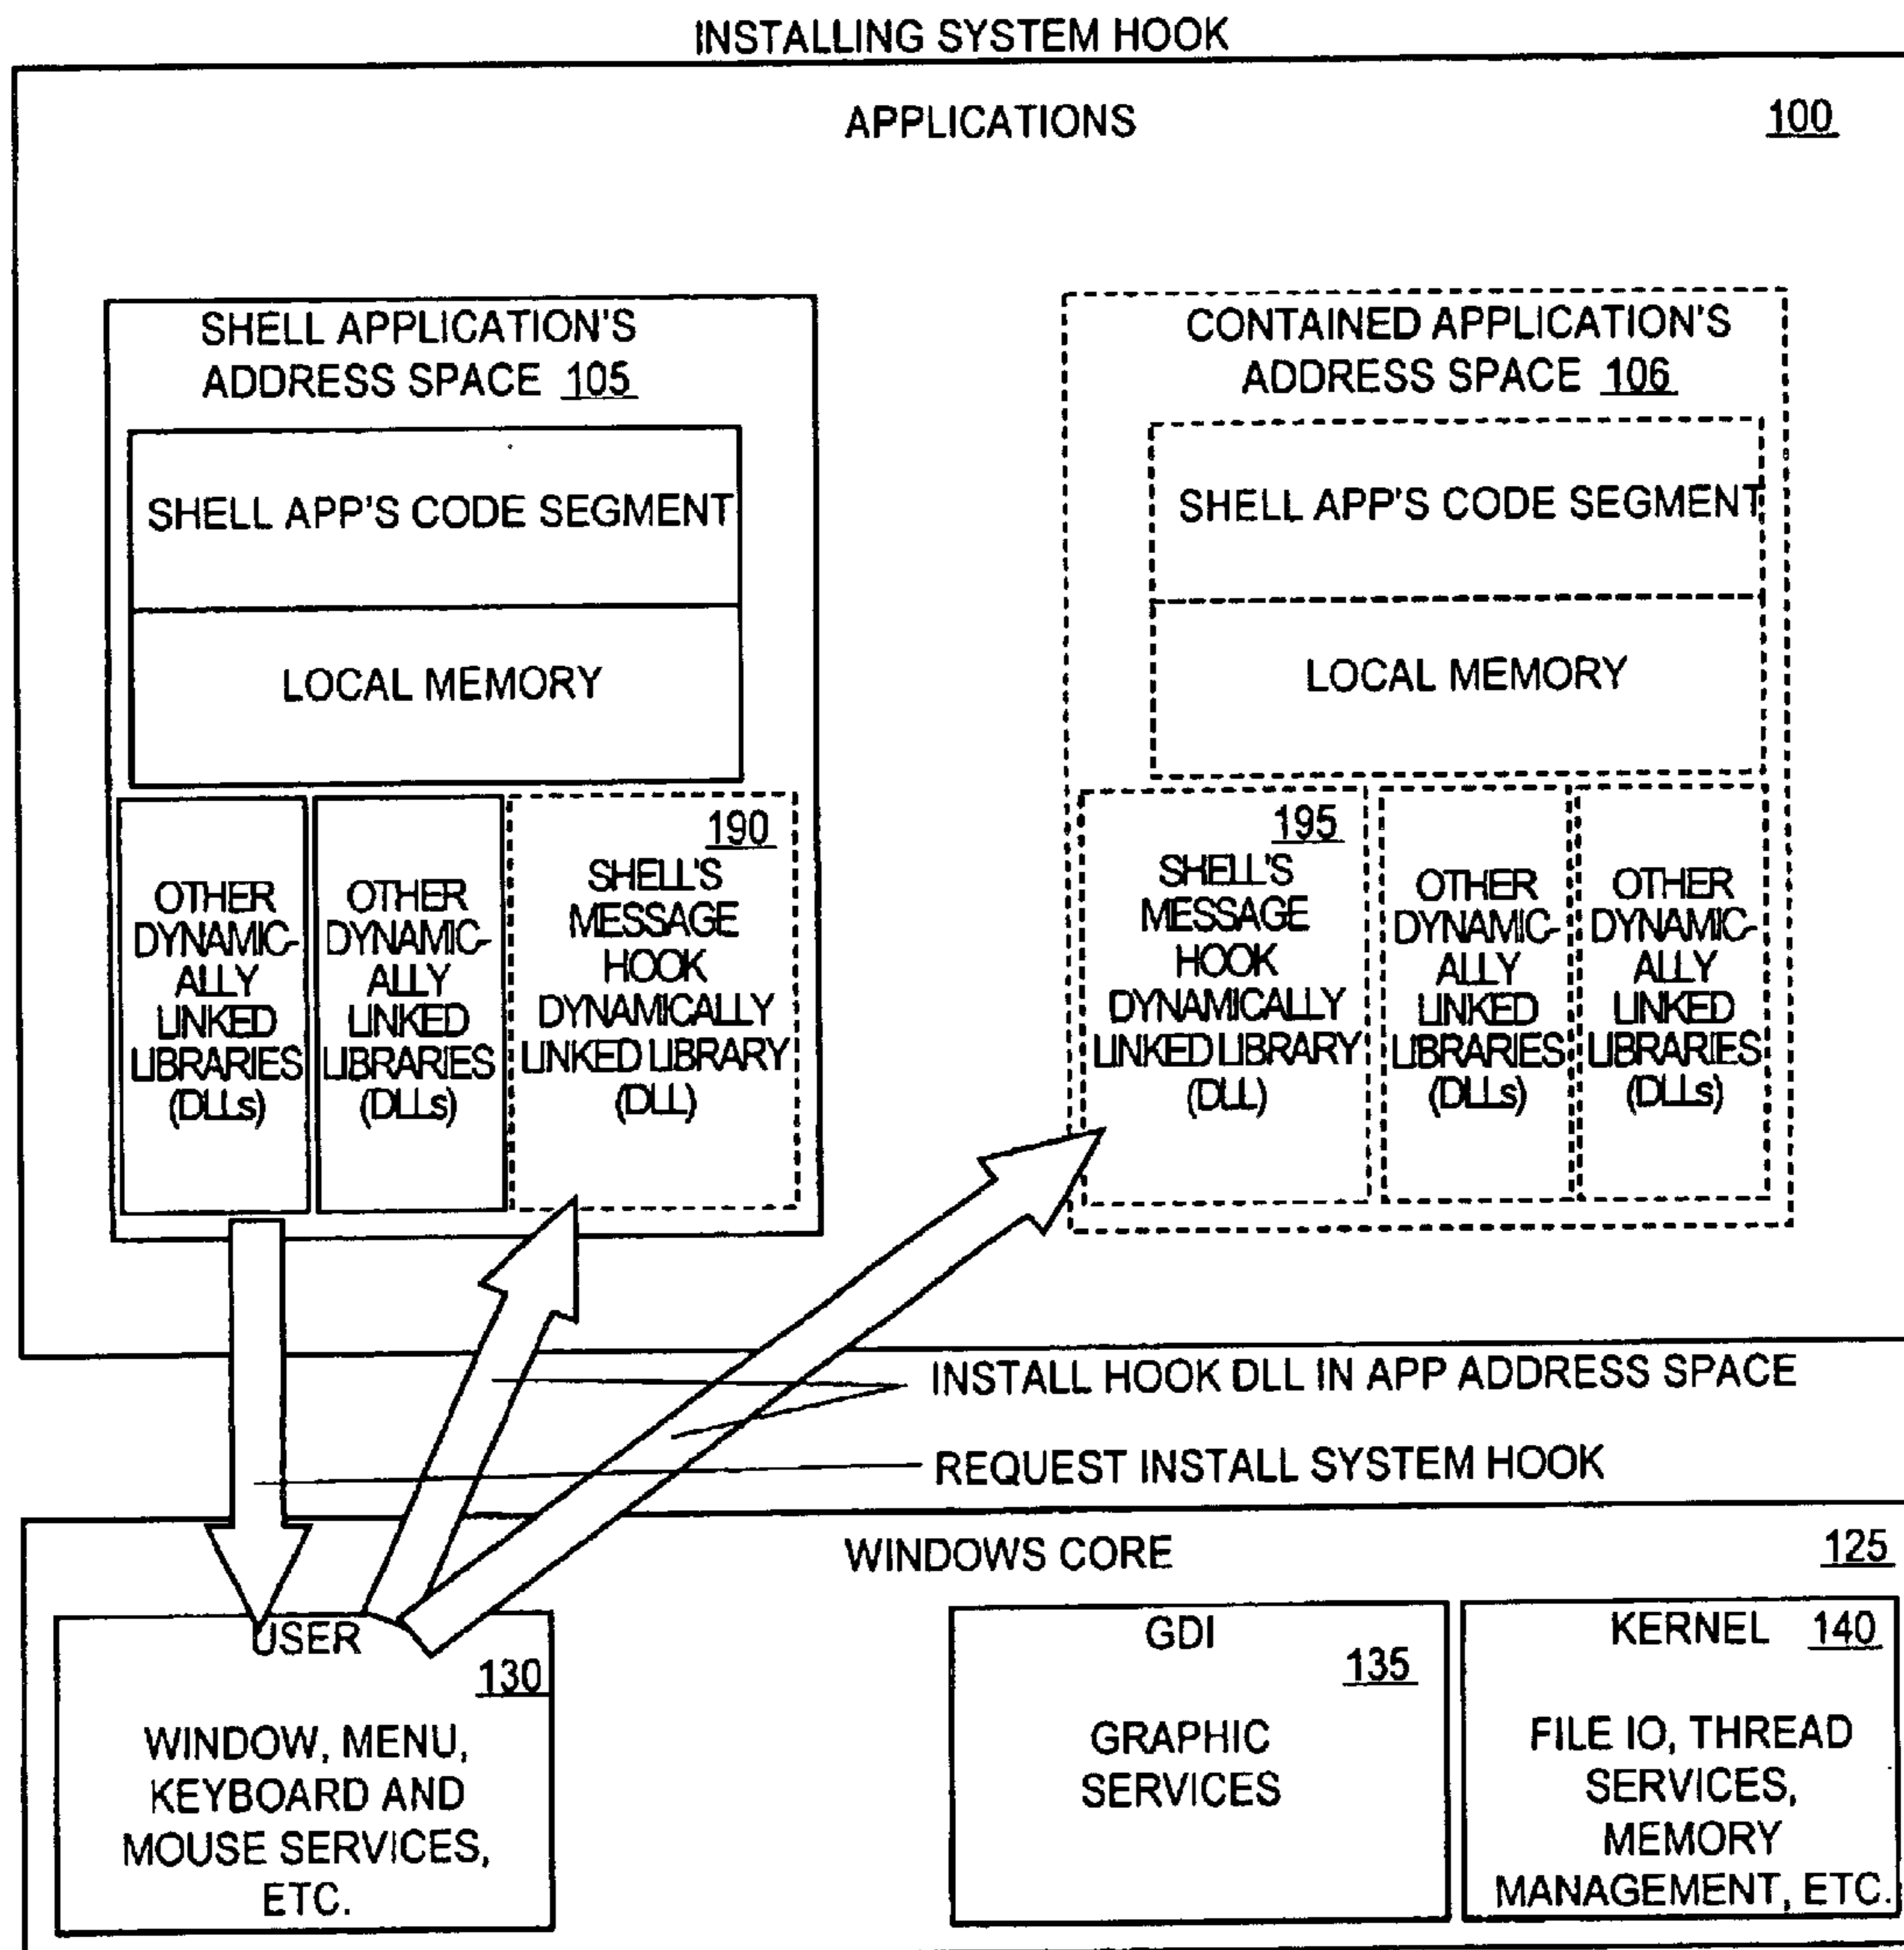 INSTALLING SYSTEM HOOK
APPLICATIONS
100
SHELL APPLICATION'S
ADDRESS SPACE 105
SHELL APP'S CODE SEGMENT
LOCAL MEMORY
OTHER
DYNAMIC-
ALLY
LINKED
LIBRARIES
(DLLs)
OTHER
DYNAMIC-
ALLY
LINKED
LIBRARIES
(DLLs)
190
SHELL'S
MESSAGE
HOOK
DYNAMICALLY
LINKED LIBRARY
(DLL)
CONTAINED APPLICATION'S
ADDRESS SPACE 106
SHELL APP'S CODE SEGMENT
LOCAL MEMORY
195
SHELL'S
MESSAGE
HOOK
DYNAMICALLY
LINKED LIBRARY
(DLL)
OTHER
DYNAMIC-
ALLY
LINKED
LIBRARIES
(DLLs)
OTHER
DYNAMIC-
ALLY
LINKED
LIBRARIES
(DLLs)
INSTALL HOOK DLL IN APP ADDRESS SPACE
REQUEST INSTALL SYSTEM HOOK
WINDOWS CORE
125
USER
130
WINDOW, MENU,
KEYBOARD AND
MOUSE SERVICES,
ETC.
GDI
135
GRAPHIC
SERVICES
KERNEL 140
FILE IO, THREAD
SERVICES,
MEMORY
MANAGEMENT, ETC.